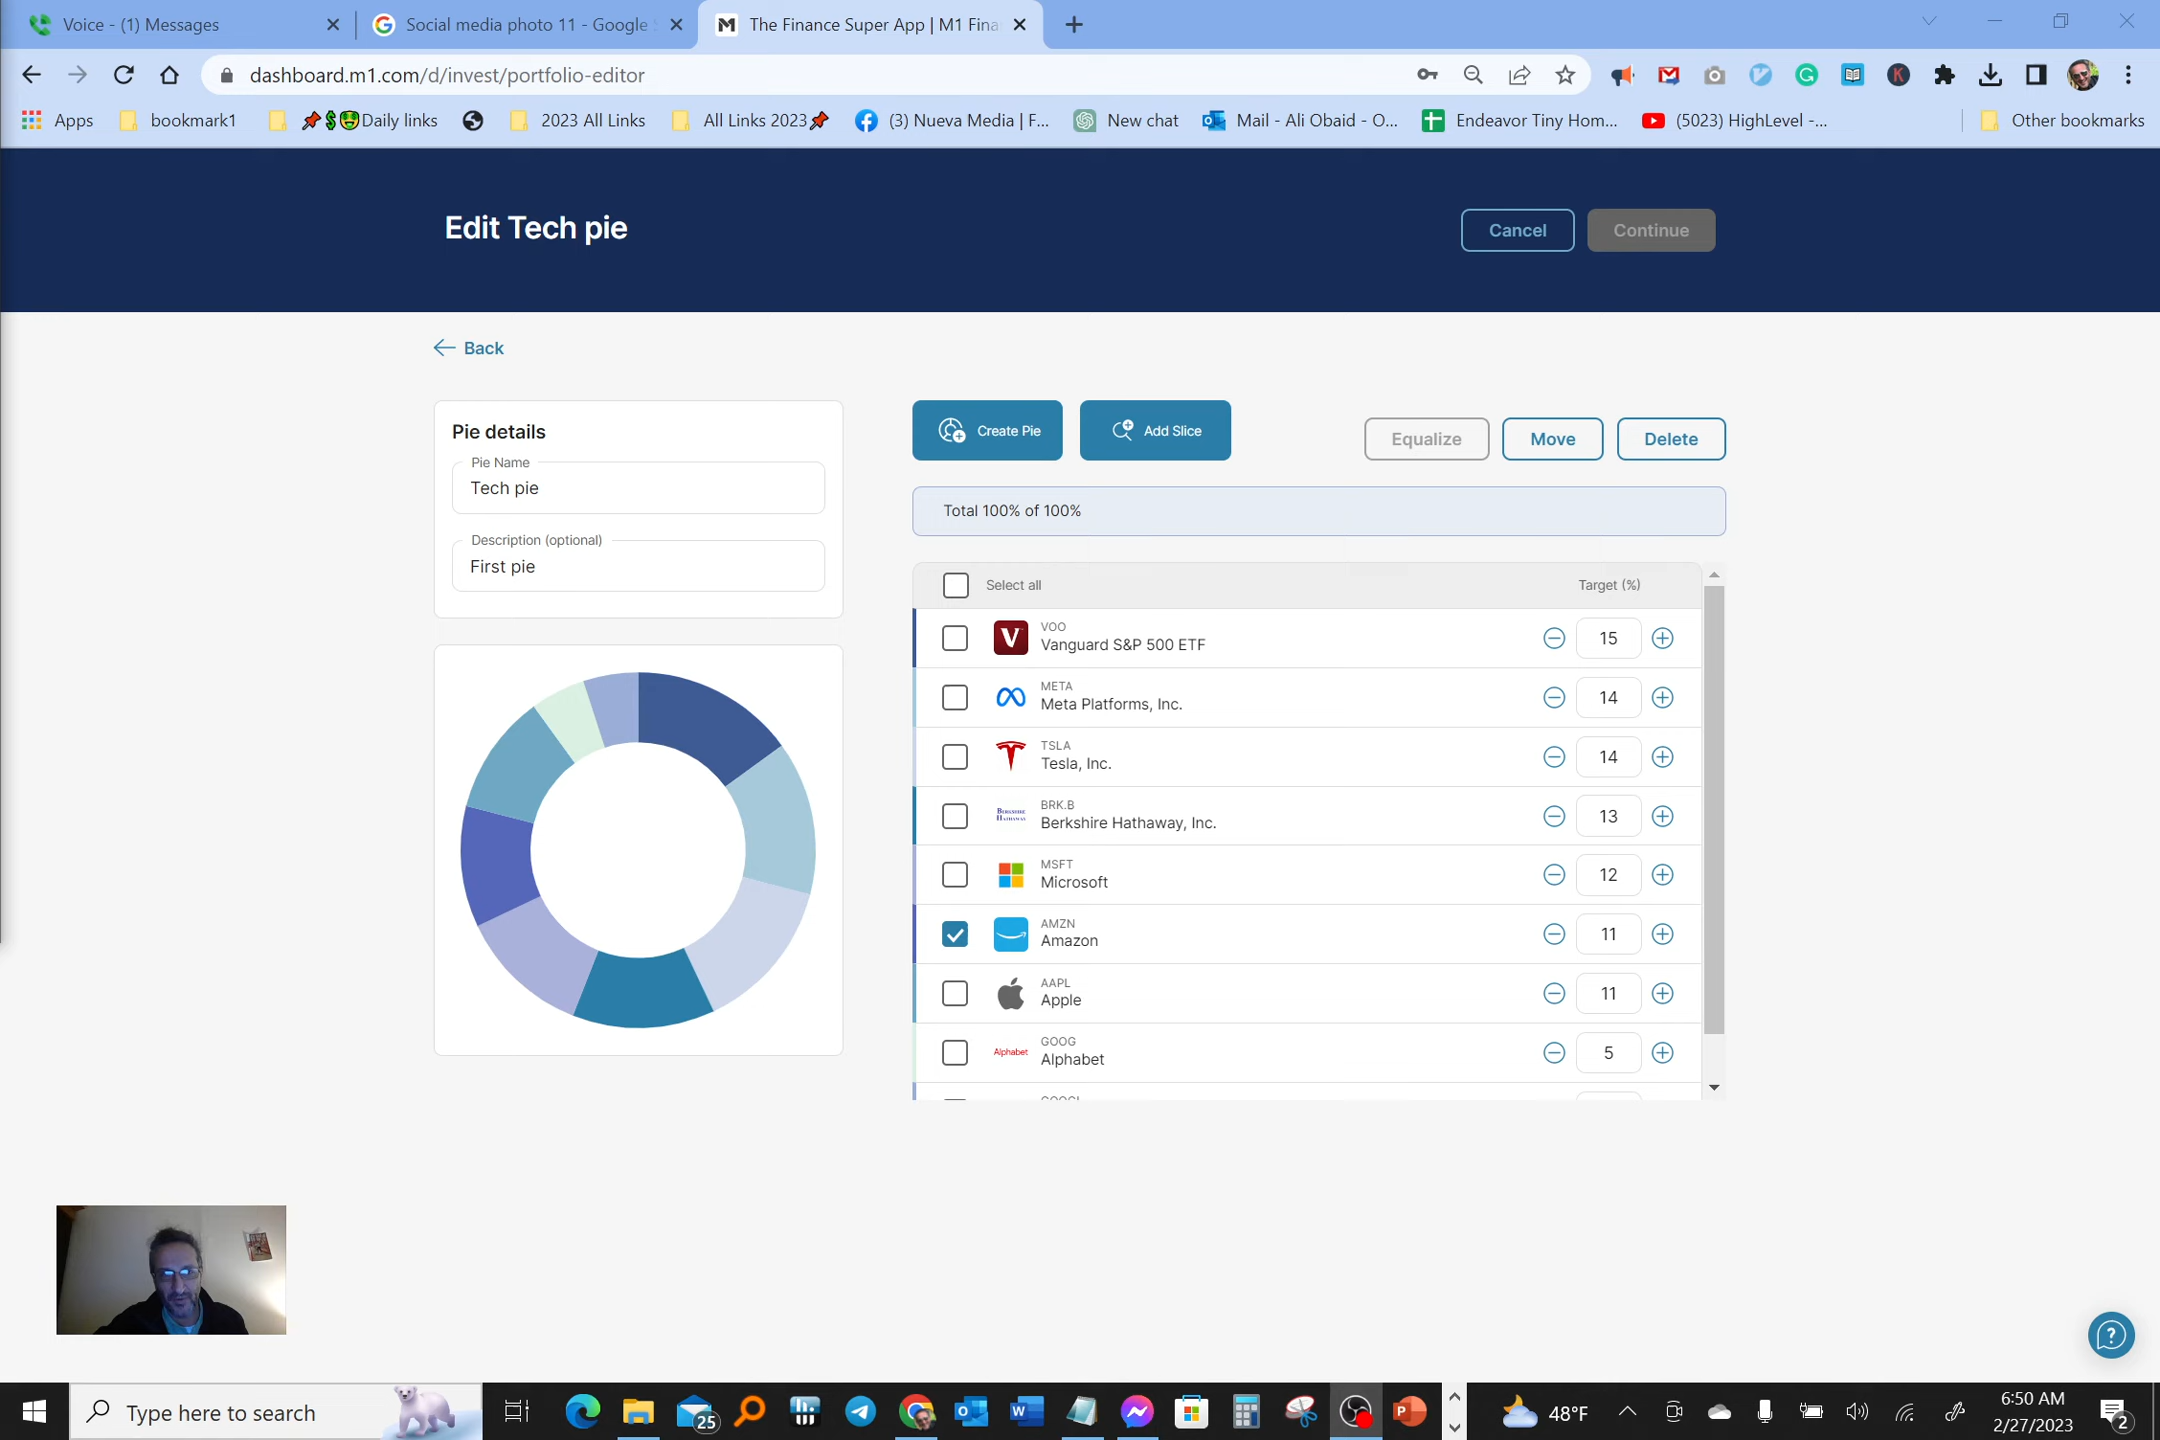 Voice - (1) Messages
Social media photo 11 - Google
The Finance Super App | M1 Fina
dashboard.m1.com/d/invest/portfolio-editor
Apps
bookmark1
Daily links
2023 All Links
All Links 2023
(3) Nueva Media | F...
New chat
Mail - Ali Obaid - O...
Endeavor Tiny Hom...
(5023) HighLevel -...
Other bookmarks
Edit Tech pie
Cancel
Continue
Back
Pie details
Pie Name
Tech pie
Description (optional)
First pie
Create Pie
Add Slice
Equalize
Move
Delete
Total 100% of 100%
Select all
Target (%)
VOO
Vanguard S&P 500 ETF
15
META
Meta Platforms, Inc.
14
TSLA
Tesla, Inc.
14
BERKSHIRE
HATHAWAY
BRK.B
Berkshire Hathaway, Inc.
13
MSFT
Microsoft
12
AMZN
Amazon
11
AAPL
Apple
11
Alphabet
GOOG
Alphabet
5
Type here to search
25
48°F
6:50 AM
2/27/2023
2